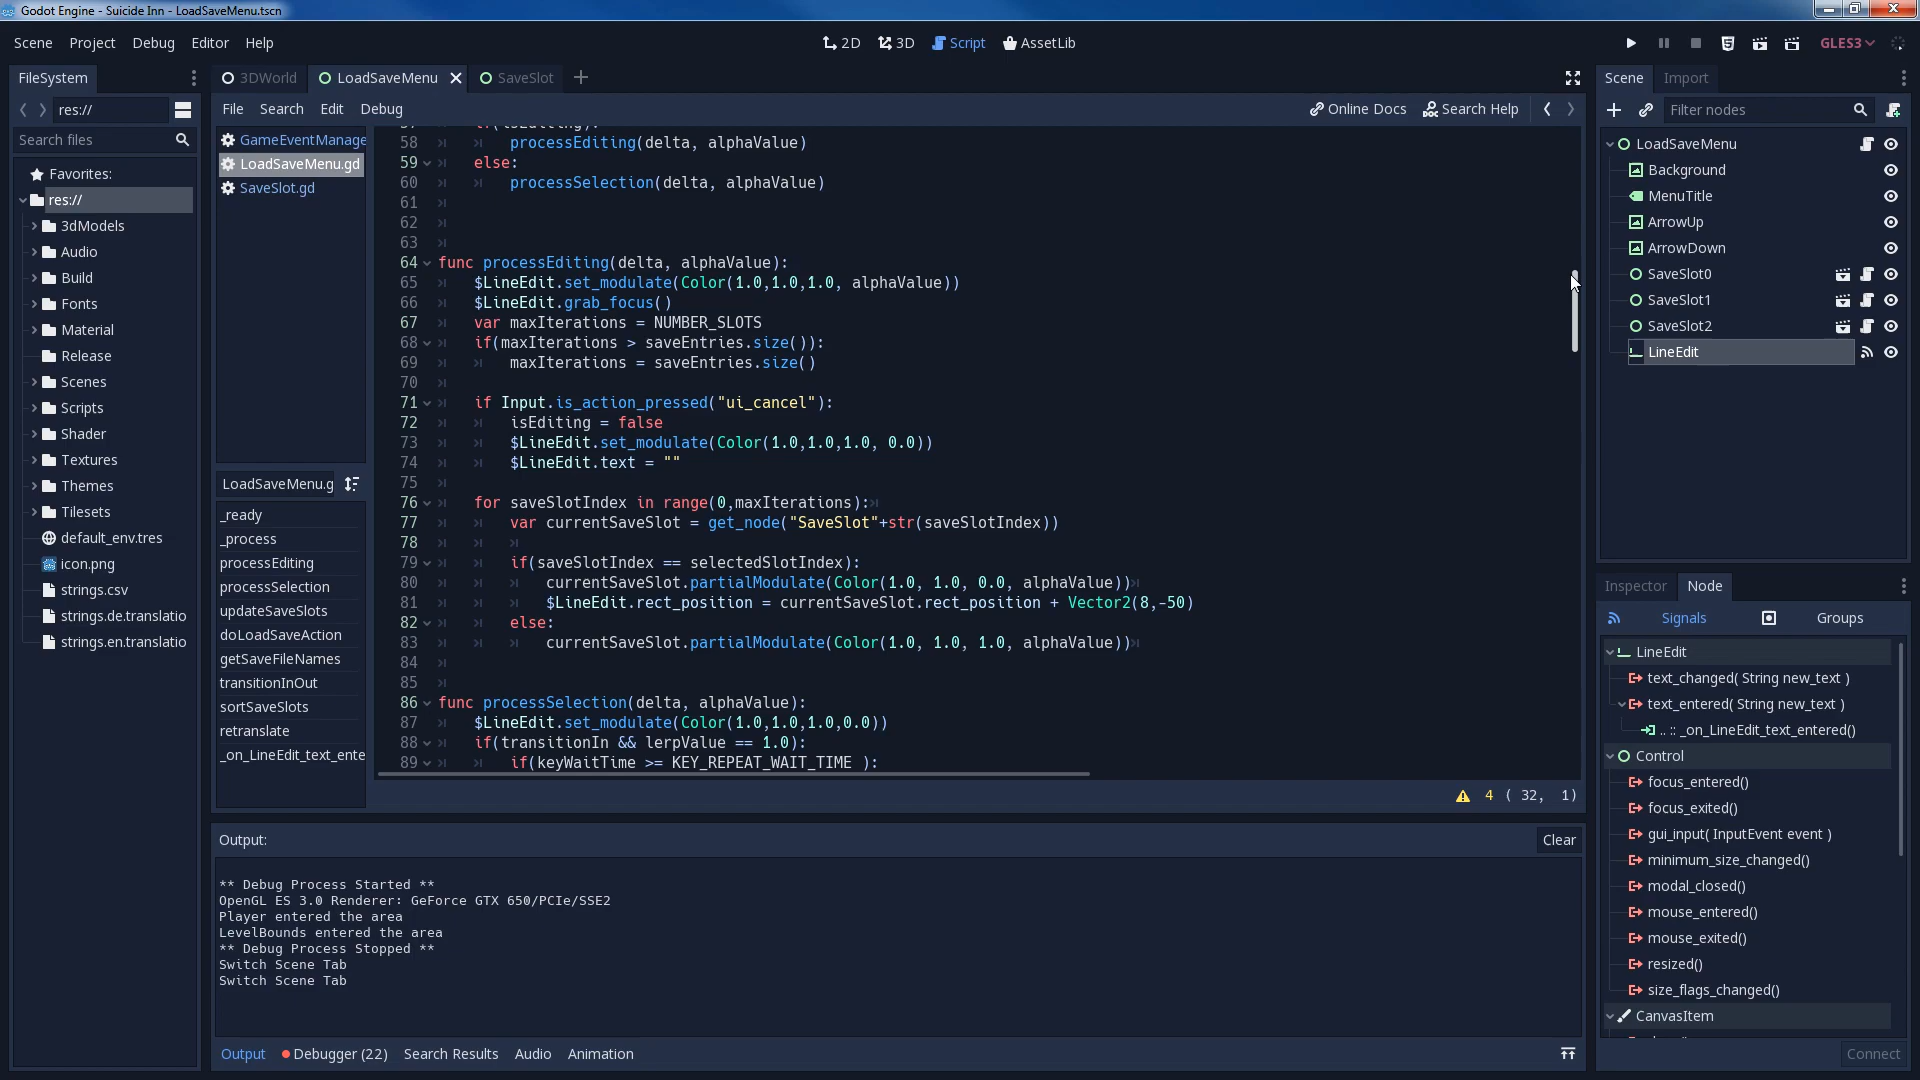 Godot Engine - Suicide Inn - LoadSaveMenu.tscn
Scene Project Debug Editor Help
2D 3D Script AssetLib
GLES3
FileSystem
res://
Search files
Favorites:
res://
3dModels
Audio
Build
Fonts
Material
Release
Scenes
Scripts
Shader
Textures
Themes
Tilesets
default_env.tres
icon.png
strings.csv
strings.de.translatio
strings.en.translatio
3DWorld LoadSaveMenu SaveSlot
File Search Edit Debug
Online Docs Search Help
GameEventManage
LoadSaveMenu.gd
SaveSlot.gd
LoadSaveMenu.g
_ready
_process
processEditing
processSelection
updateSaveSlots
doLoadSaveAction
getSaveFileNames
transitionInOut
sortSaveSlots
retranslate
_on_LineEdit_text_ente
57 if(isEditing):
58 processEditing(delta, alphaValue)
59 else:
60 processSelection(delta, alphaValue)
61
62
63
64 func processEditing(delta, alphaValue):
65 $LineEdit.set_modulate(Color(1.0,1.0,1.0, alphaValue))
66 $LineEdit.grab_focus()
67 var maxIterations = NUMBER_SLOTS
68 if(maxIterations > saveEntries.size()):
69 maxIterations = saveEntries.size()
70
71 if Input.is_action_pressed("ui_cancel"):
72 isEditing = false
73 $LineEdit.set_modulate(Color(1.0,1.0,1.0, 0.0))
74 $LineEdit.text = ""
75
76 for saveSlotIndex in range(0,maxIterations):
77 var currentSaveSlot = get_node("SaveSlot"+str(saveSlotIndex))
78
79 if(saveSlotIndex == selectedSlotIndex):
80 currentSaveSlot.partialModulate(Color(1.0, 1.0, 0.0, alphaValue))
81 $LineEdit.rect_position = currentSaveSlot.rect_position + Vector2(8,-50)
82 else:
83 currentSaveSlot.partialModulate(Color(1.0, 1.0, 1.0, alphaValue))
84
85
86 func processSelection(delta, alphaValue):
87 $LineEdit.set_modulate(Color(1.0,1.0,1.0,0.0))
88 if(transitionIn && lerpValue == 1.0):
89 if(keyWaitTime >= KEY_REPEAT_WAIT_TIME ):
4 ( 32, 1)
Output:
Clear
** Debug Process Started **
OpenGL ES 3.0 Renderer: GeForce GTX 650/PCIe/SSE2
Player entered the area
LevelBounds entered the area
** Debug Process Stopped **
Switch Scene Tab
Switch Scene Tab
Output Debugger (22) Search Results Audio Animation
Scene Import
Filter nodes
LoadSaveMenu
Background
MenuTitle
ArrowUp
ArrowDown
SaveSlot0
SaveSlot1
SaveSlot2
LineEdit
Inspector Node
Signals Groups
LineEdit
text_changed( String new_text )
text_entered( String new_text )
.. :: _on_LineEdit_text_entered()
Control
focus_entered()
focus_exited()
gui_input( InputEvent event )
minimum_size_changed()
modal_closed()
mouse_entered()
mouse_exited()
resized()
size_flags_changed()
CanvasItem
Connect